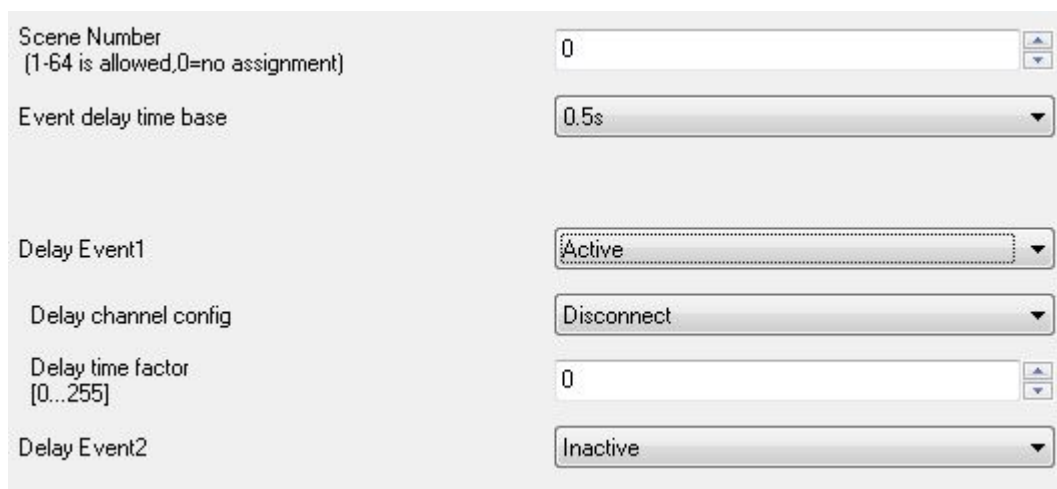 Scene Number
(1-64 is allowed,0=no assignment)
0
Event delay time base
0.5s
Delay Event1
Active
Delay channel config
Disconnect
Delay time factor
[0...255]
0
Delay Event2
Inactive